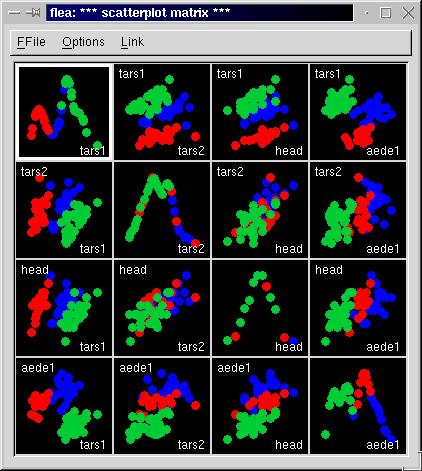 flea: *** scatterplot matrix ***
FFile Options Link
tars1
tars1 tars2
tars1 head
tars1 aede1
tars2 tars1
tars2
tars2 head
tars2 aede1
head tars1
head tars2
head
head aede1
aede1 tars1
aede1 tars2
aede1 head
aede1